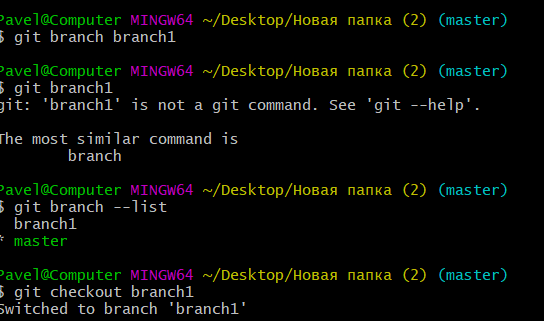 Pavel@Computer MINGW64 ~/Desktop/Новая папка (2) (master)
$ git branch branch1
Pavel@Computer MINGW64 ~/Desktop/Новая папка (2) (master)
$ git branch1
git: 'branch1' is not a git command. See 'git --help'.
The most similar command is
branch
Pavel@Computer MINGW64 ~/Desktop/Новая папка (2) (master)
$ git branch --list
branch1
* master
Pavel@Computer MINGW64 ~/Desktop/Новая папка (2) (master)
$ git checkout branch1
Switched to branch 'branch1'